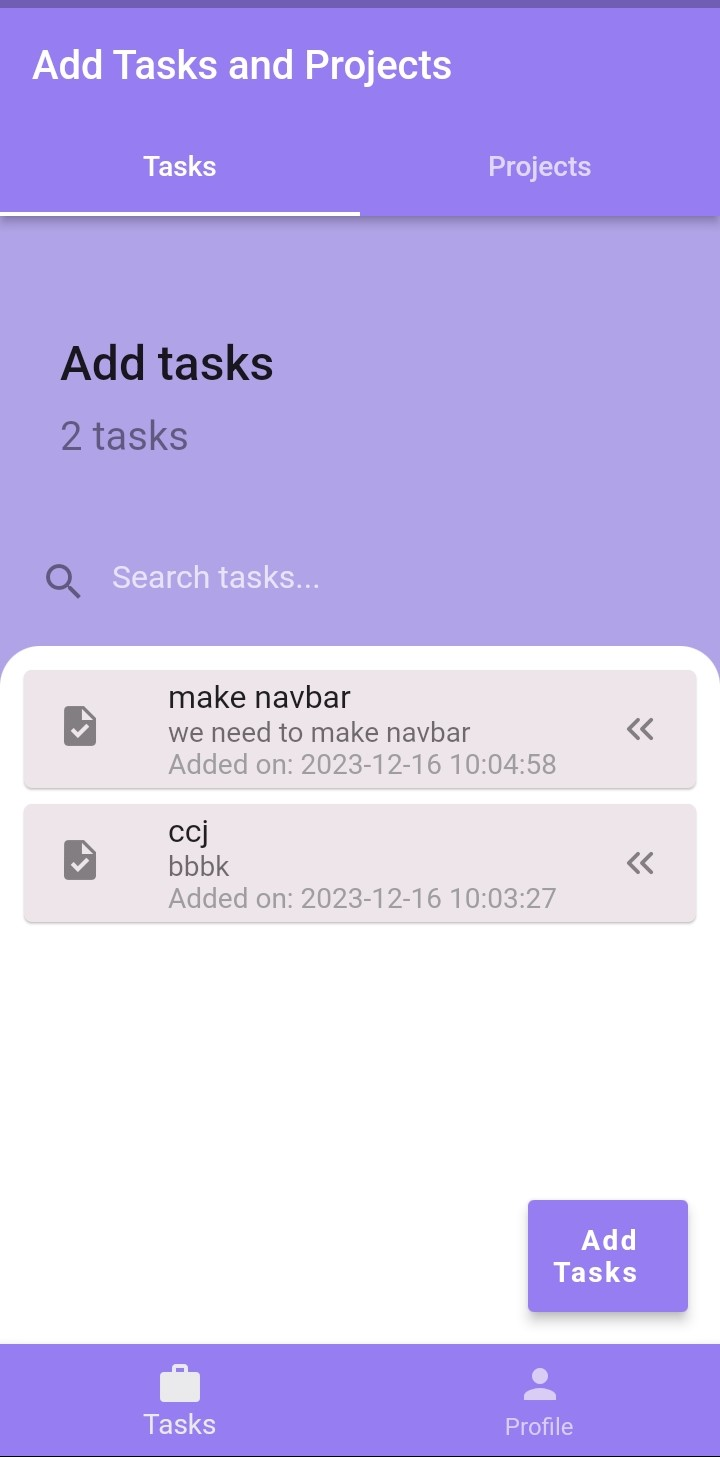 Add Tasks and Projects
Tasks
Projects
Add tasks
2 tasks
Search tasks...
make navbar
we need to make navbar
Added on: 2023-12-16 10:04:58
ccj
bbbk
Added on: 2023-12-16 10:03:27
Add
Tasks
Tasks
Profile